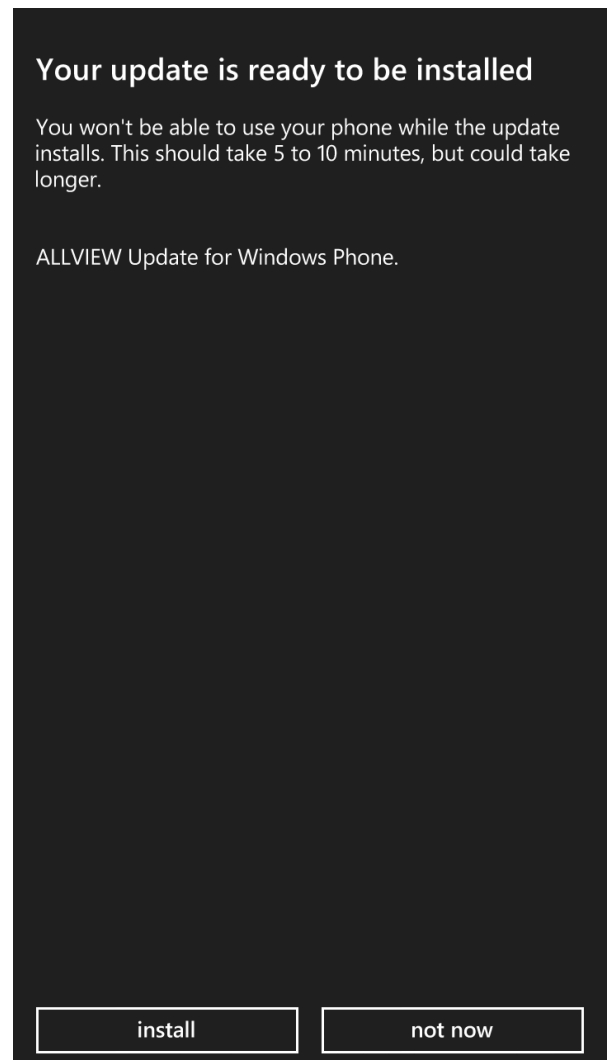 Your update is ready to be installed
You won't be able to use your phone while the update
installs. This should take 5 to 10 minutes, but could take
longer.
ALLVIEW Update for Windows Phone.
install
not now